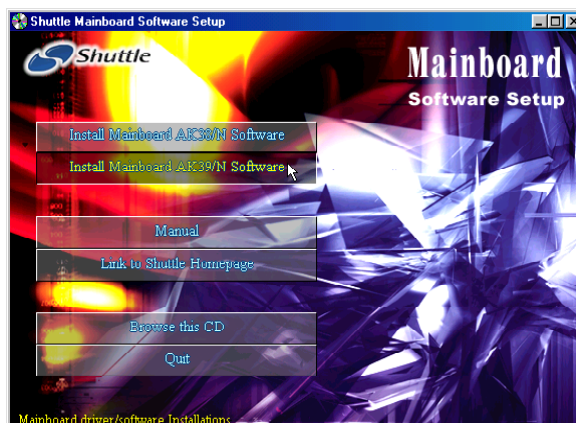 Shuttle Mainboard Software Setup
Shuttle
Mainboard
Software Setup
Install Mainboard AK38/N Software
Install Mainboard AK39/N Software
Manual
Link to Shuttle Homepage
Browse this CD
Quit
Mainboard driver/software Installations